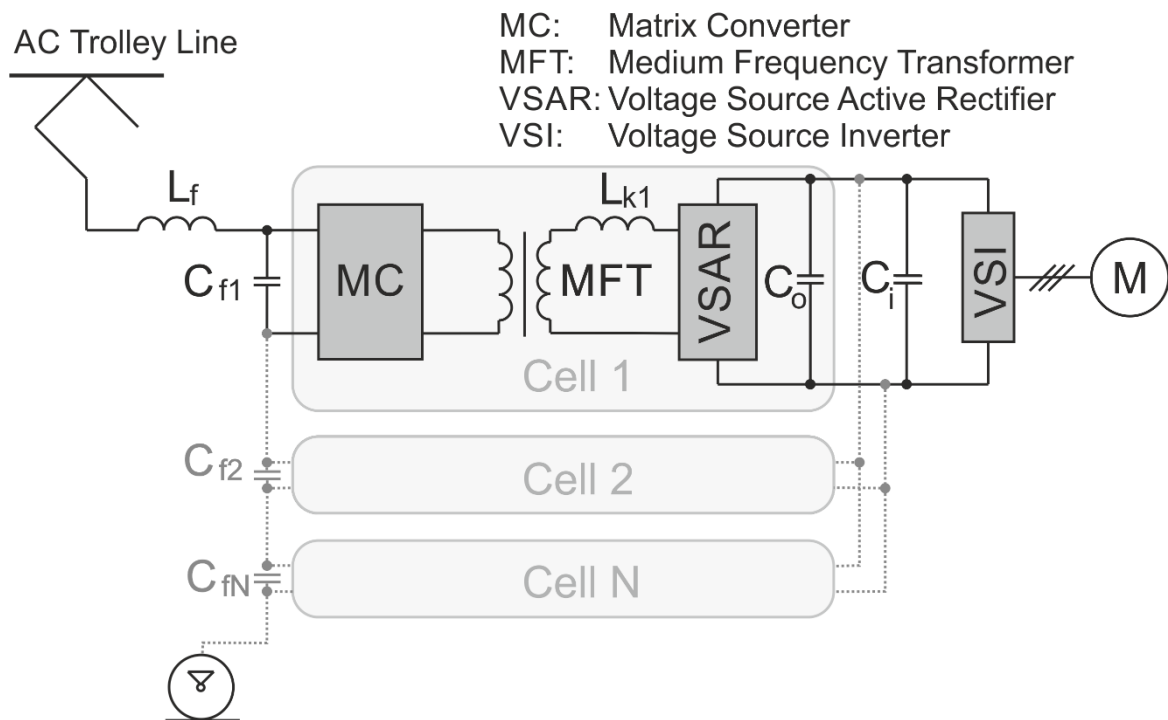 AC Trolley Line
MC: Matrix Converter
MFT: Medium Frequency Transformer
VSAR: Voltage Source Active Rectifier
VSI: Voltage Source Inverter
Lf
Lk1
Cf1
MC
MFT
VSAR
Co
Ci
VSI
M
Cell 1
Cf2
Cell 2
CfN
Cell N